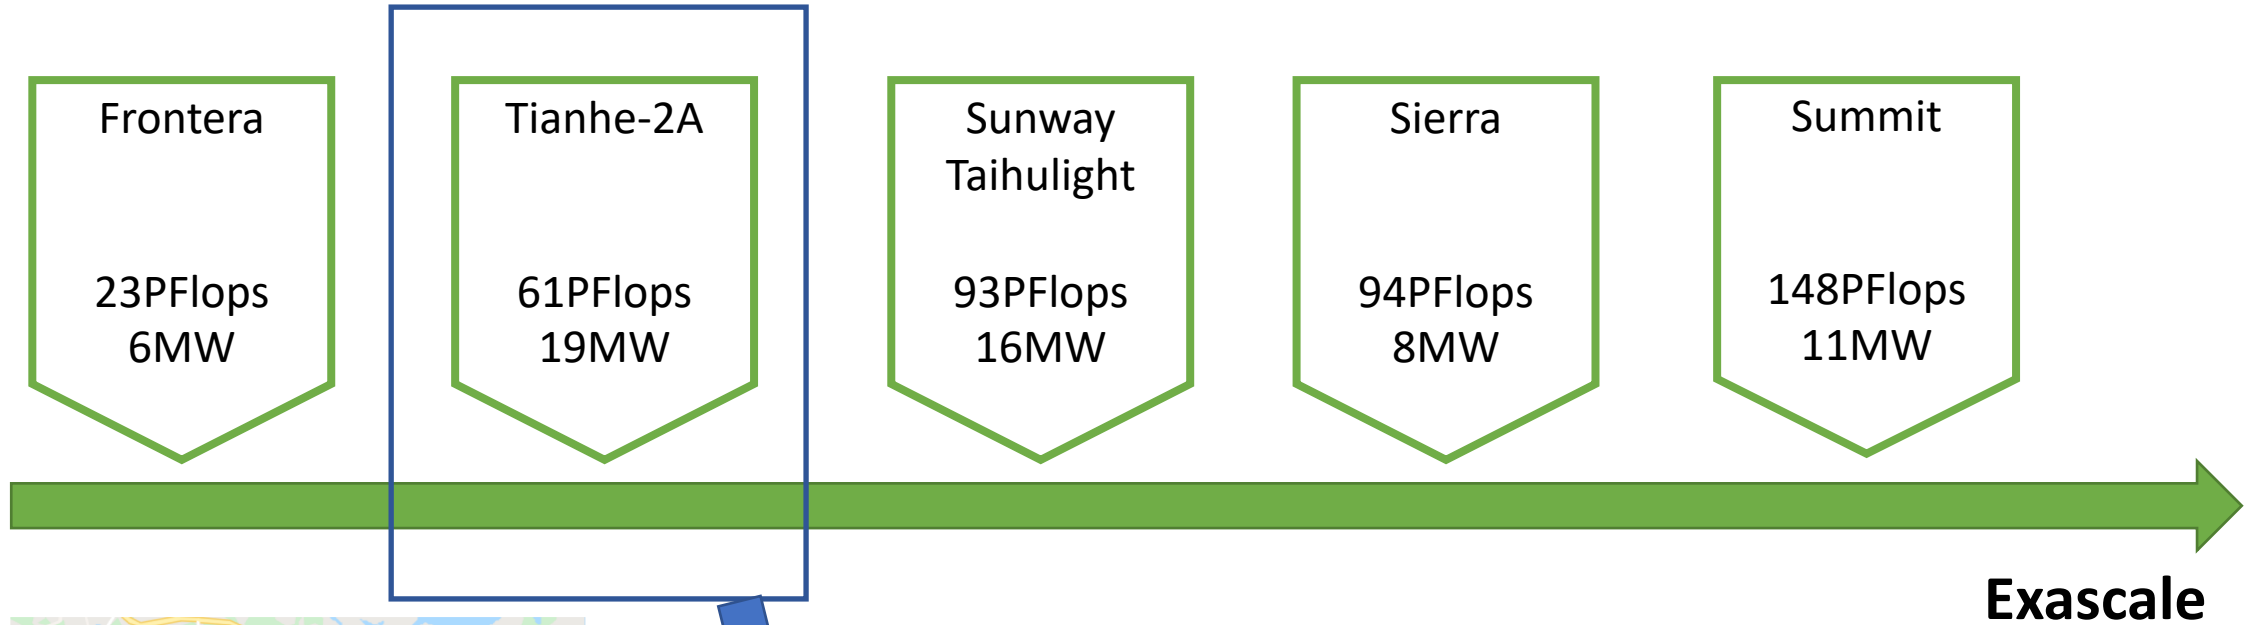 Frontera
23PFlops
6MW
Tianhe-2A
61PFlops
19MW
Sunway
Taihulight
93PFlops
16MW
Sierra
94PFlops
8MW
Summit
148PFlops
11MW
Exascale